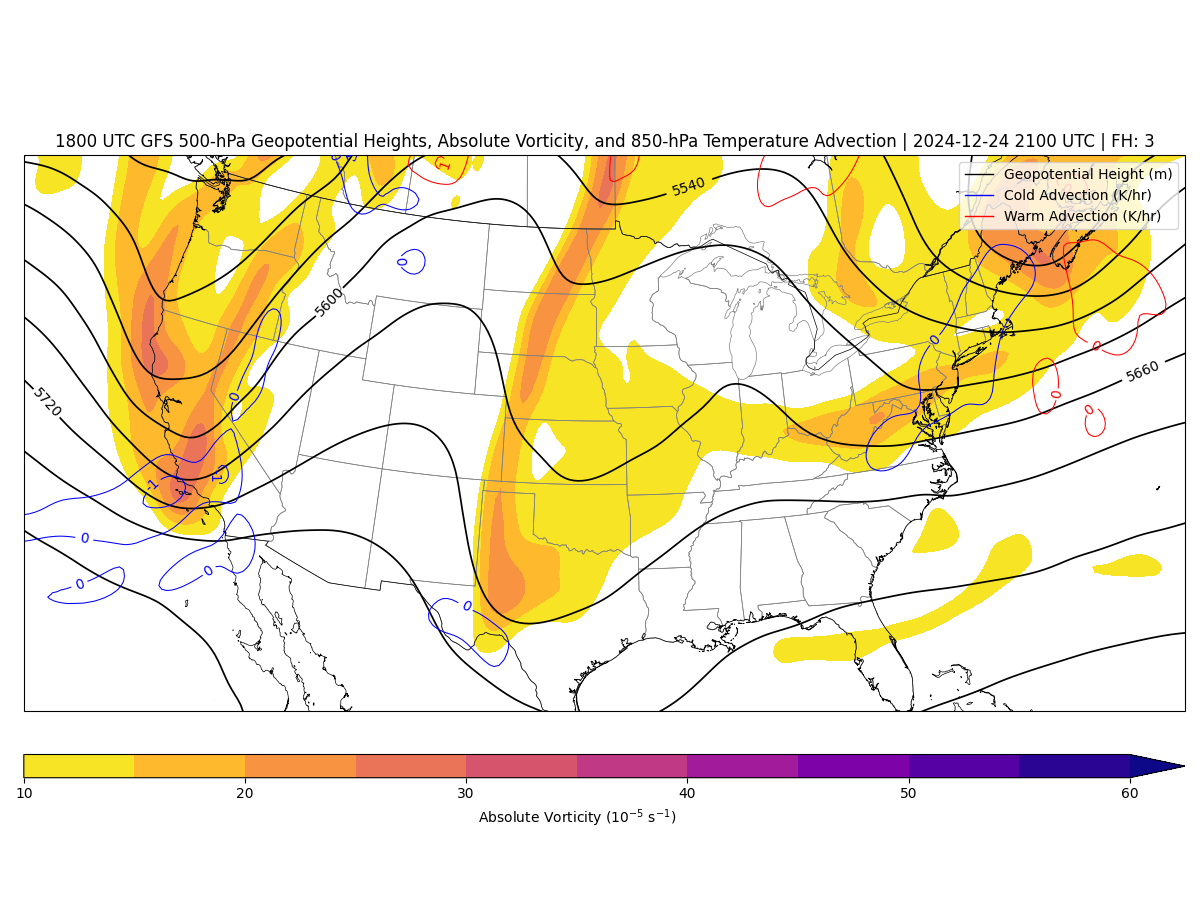 1800 UTC GFS 500-hPa Geopotential Heights, Absolute Vorticity, and 850-hPa Temperature Advection | 2024-12-24 2100 UTC | FH: 3
Geopotential Height (m)
Cold Advection (K/hr)
Warm Advection (K/hr)
5540
1
0
5600
0
0
5660
5720
0
0
0
-1
-1
0
0
0
0
10 20 30 40 50 60
Absolute Vorticity (10⁻⁵ s⁻¹)